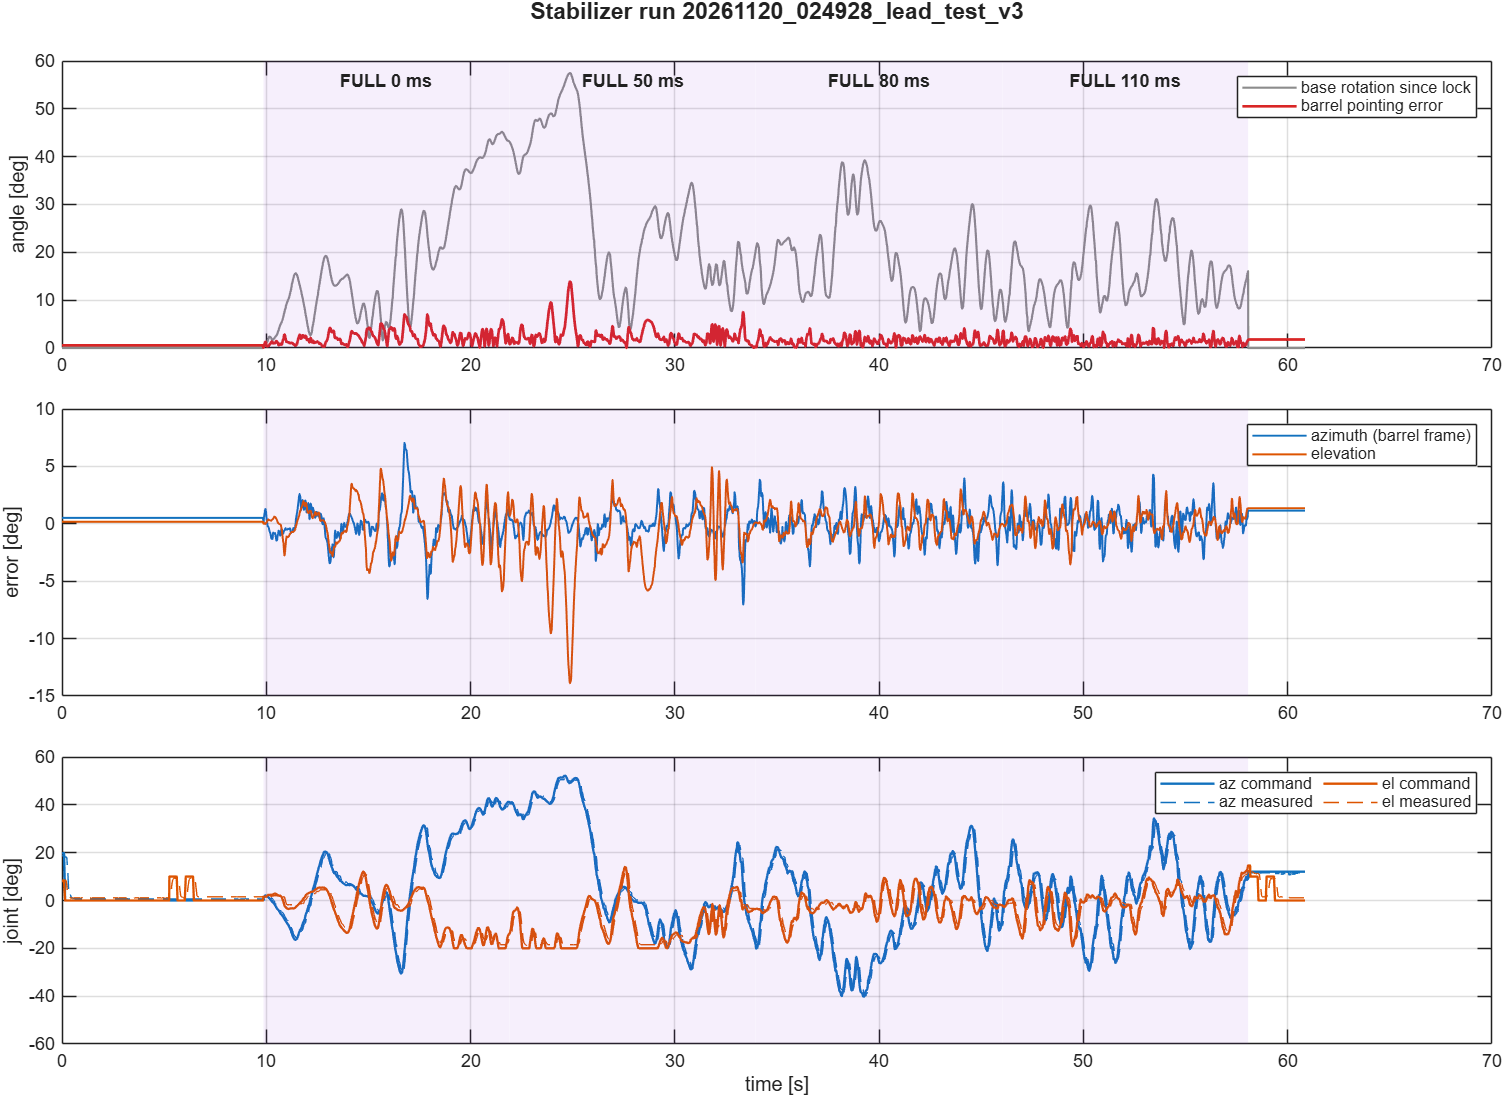 Stabilizer run 20261120_024928_lead_test_v3
FULL 0 ms FULL 50 ms FULL 80 ms FULL 110 ms
base rotation since lock
barrel pointing error
angle [deg]
60
50
40
30
20
10
0
0 10 20 30 40 50 60 70
azimuth (barrel frame)
elevation
error [deg]
10
5
0
-5
-10
-15
0 10 20 30 40 50 60 70
az command el command
az measured el measured
joint [deg]
60
40
20
0
-20
-40
-60
0 10 20 30 40 50 60 70
time [s]